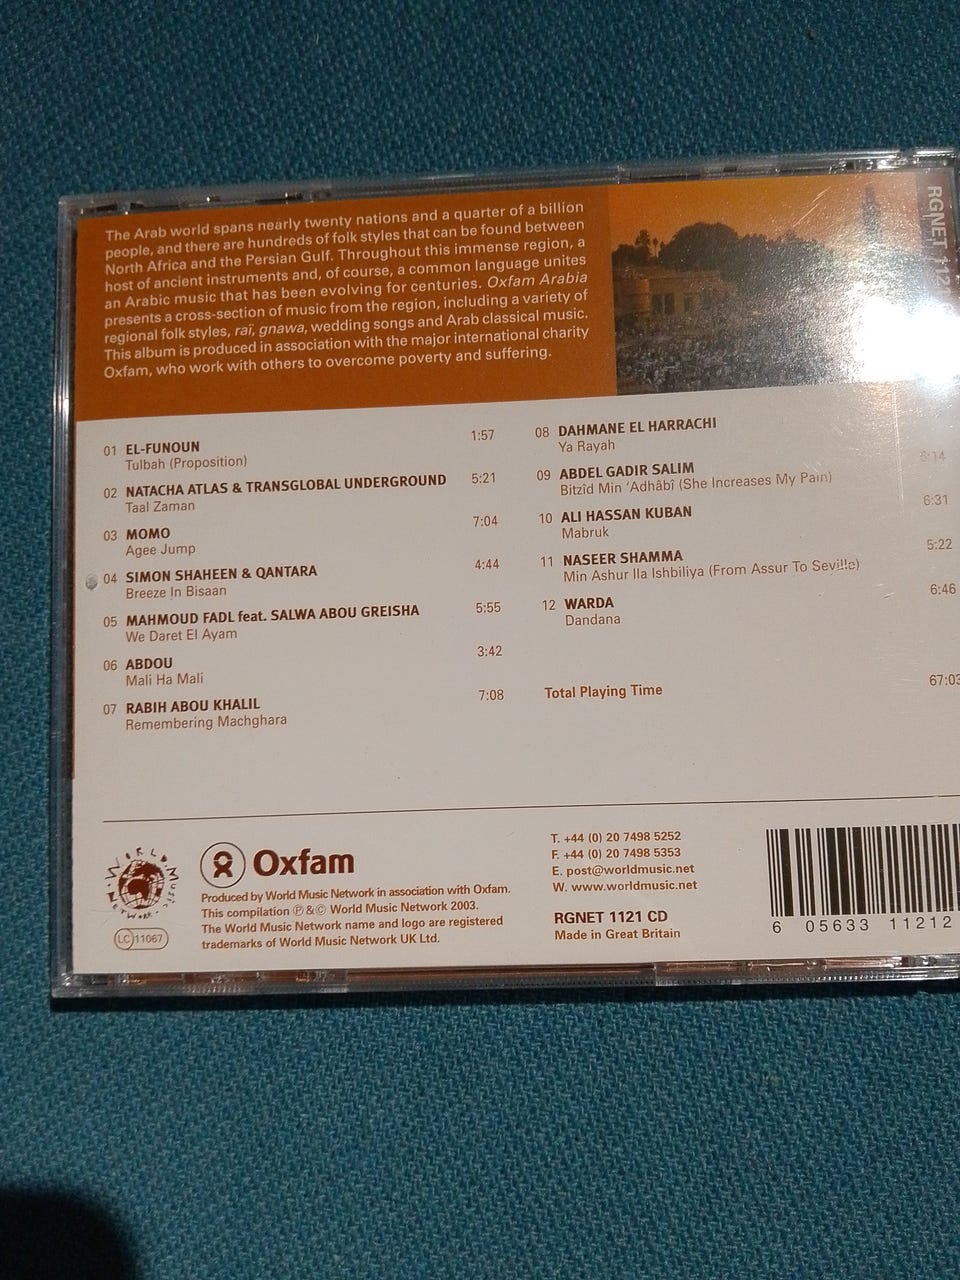 The Arab world spans nearly twenty nations and a quarter of a billion
people, and there are hundreds of folk styles that can be found between
North Africa and the Persian Gulf. Throughout this immense region, a
host of ancient instruments and, of course, a common language unites
an Arabic music that has been evolving for centuries. Oxfam Arabia
presents a cross-section of music from the region, including a variety of
regional folk styles, raï, gnawa, wedding songs and Arab classical music.
This album is produced in association with the major international charity
Oxfam, who work with others to overcome poverty and suffering.
RGNET 112
01 EL-FUNOUN 1:57
Tulbah (Proposition)
02 NATACHA ATLAS & TRANSGLOBAL UNDERGROUND 5:21
Taal Zaman
03 MOMO 7:04
Agee Jump
04 SIMON SHAHEEN & QANTARA 4:44
Breeze In Bisaan
05 MAHMOUD FADL feat. SALWA ABOU GREISHA 5:55
We Daret El Ayam
06 ABDOU 3:42
Mali Ha Mali
07 RABIH ABOU KHALIL 7:08
Remembering Machghara
08 DAHMANE EL HARRACHI
Ya Rayah
09 ABDEL GADIR SALIM 6:14
Bitzîd Min 'Adhâbî (She Increases My Pain)
10 ALI HASSAN KUBAN 6:31
Mabruk
11 NASEER SHAMMA 5:22
Min Ashur Ila Ishbiliya (From Assur To Seville)
12 WARDA 6:46
Dandana
Total Playing Time 67:03
WORLD MUSIC NETWORK
LC 11067
Oxfam
Produced by World Music Network in association with Oxfam.
This compilation ℗ & © World Music Network 2003.
The World Music Network name and logo are registered
trademarks of World Music Network UK Ltd.
T. +44 (0) 20 7498 5252
F. +44 (0) 20 7498 5353
E. post@worldmusic.net
W. www.worldmusic.net
RGNET 1121 CD
Made in Great Britain
6 05633 11212